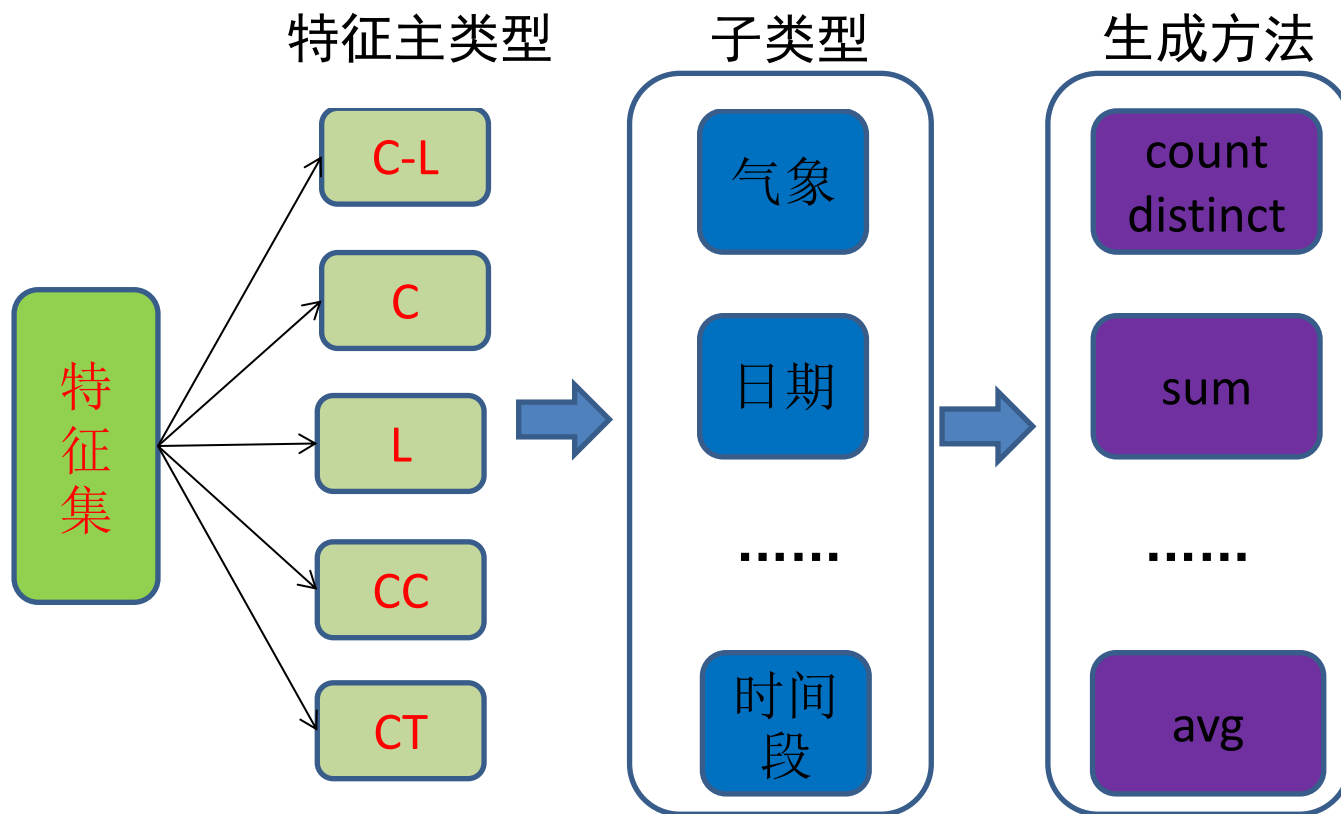 特征主类型
子类型
生成方法
特
征
集
C-L
C
L
CC
CT
气象
日期
……
时间
段
count
distinct
sum
……
avg